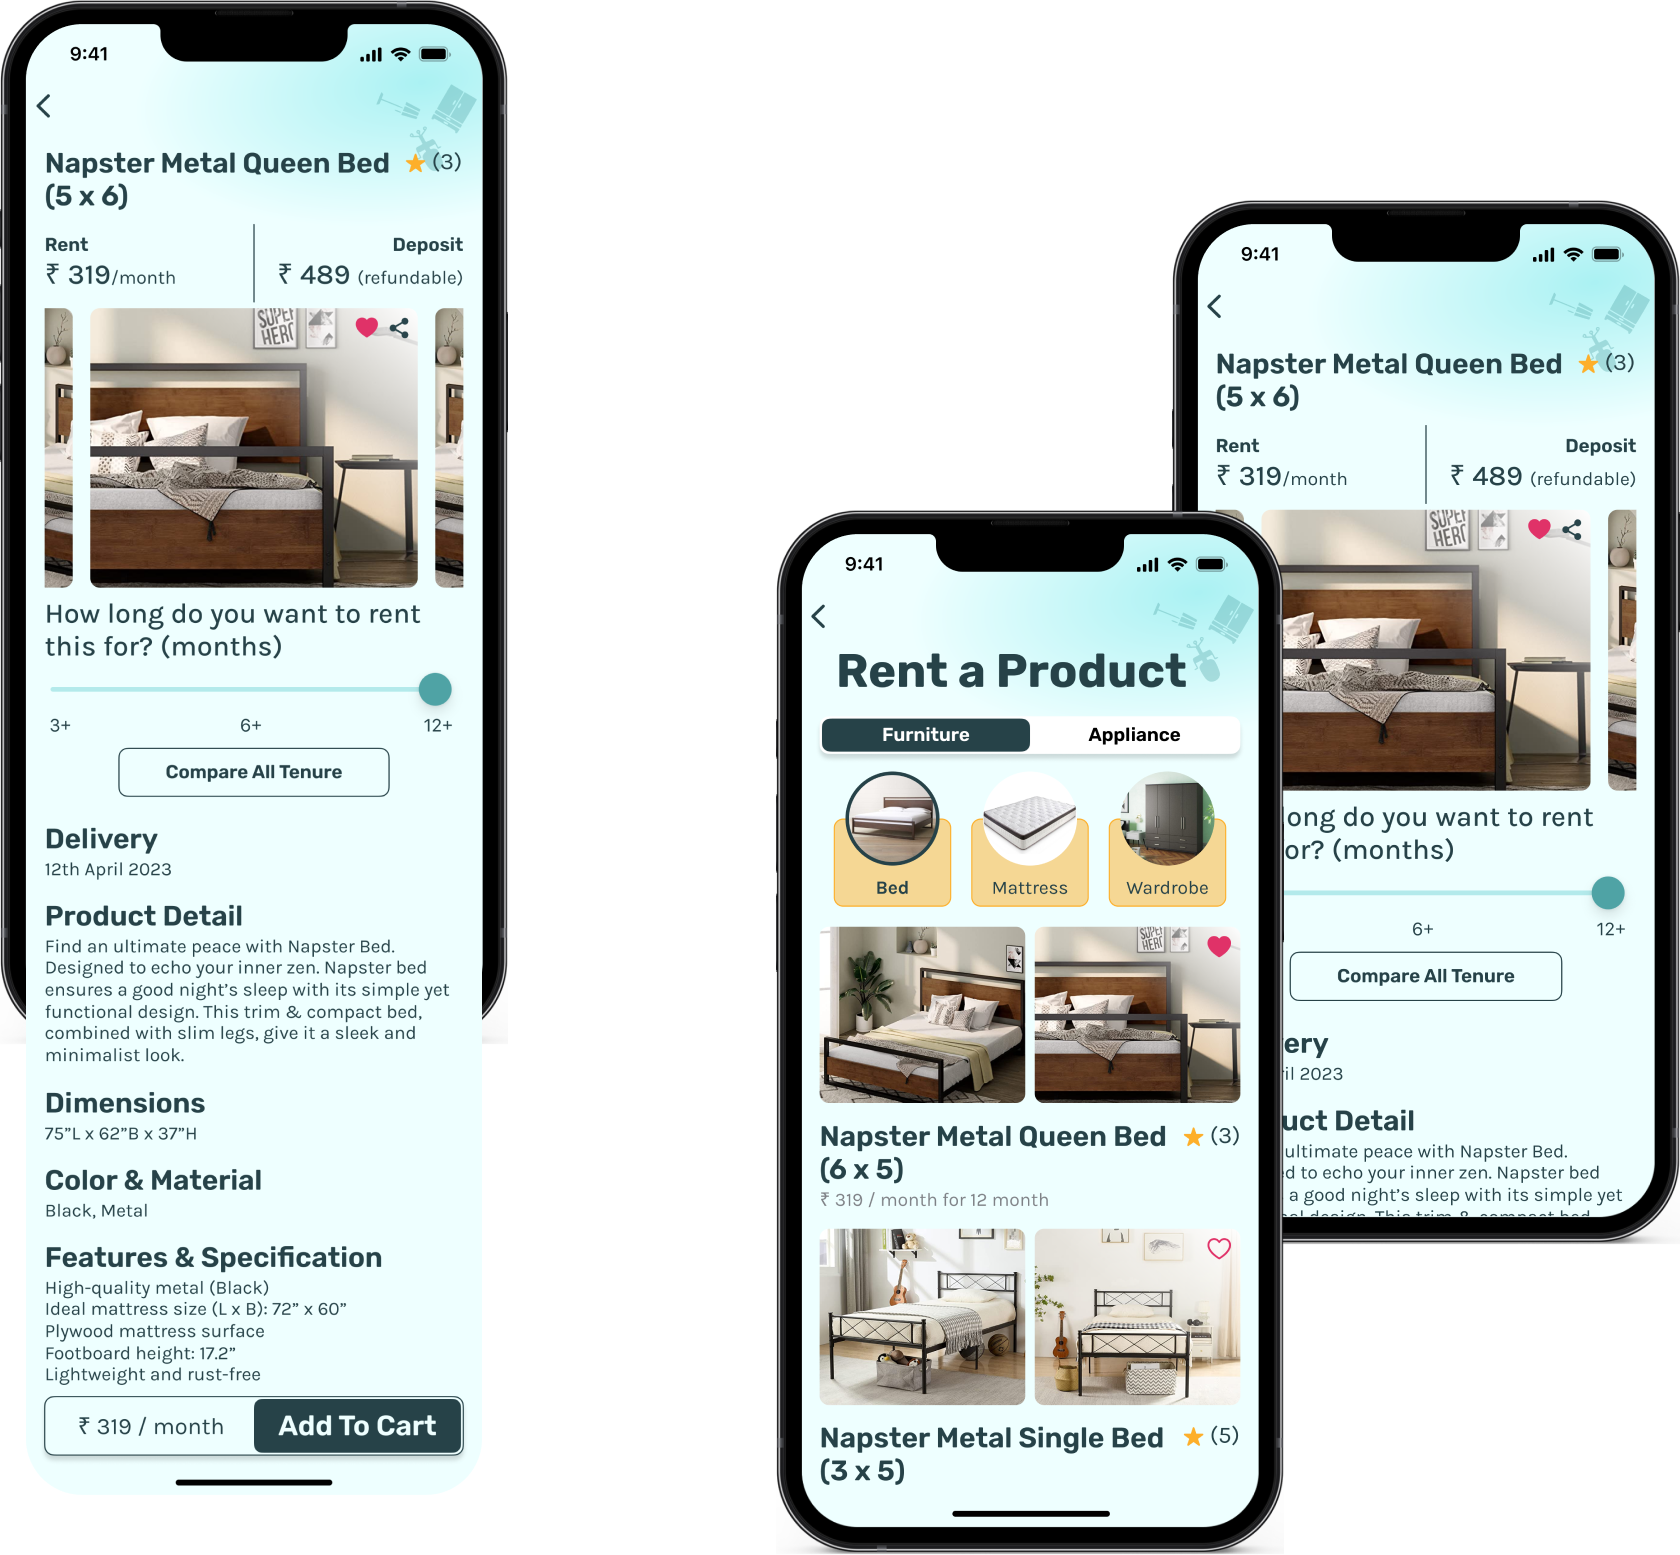 9:41
Napster Metal Queen Bed
(3)
(5 x 6)
Rent
Deposit
₹ 319/month
₹ 489 (refundable)
SUPER
HERO
How long do you want to rent
this for? (months)
3+
6+
12+
Compare All Tenure
Delivery
12th April 2023
Product Detail
Find an ultimate peace with Napster Bed.
Designed to echo your inner zen. Napster bed
ensures a good night’s sleep with its simple yet
functional design. This trim & compact bed,
combined with slim legs, give it a sleek and
minimalist look.
Dimensions
75”L x 62”B x 37”H
Color & Material
Black, Metal
Features & Specification
High-quality metal (Black)
Ideal mattress size (L x B): 72” x 60”
Plywood mattress surface
Footboard height: 17.2”
Lightweight and rust-free
₹ 319 / month
Add To Cart
9:41
Rent a Product
Furniture
Appliance
Bed
Mattress
Wardrobe
SUPER
HERO
Napster Metal Queen Bed
(3)
(6 x 5)
₹ 319 / month for 12 month
Napster Metal Single Bed
(5)
(3 x 5)
9:41
Napster Metal Queen Bed
(3)
(5 x 6)
Rent
Deposit
₹ 319/month
₹ 489 (refundable)
SUPER
HERO
ong do you want to rent
or? (months)
6+
12+
Compare All Tenure
ery
ril 2023
uct Detail
ultimate peace with Napster Bed.
ed to echo your inner zen. Napster bed
a good night’s sleep with its simple yet
al design. This trim & compact bed,